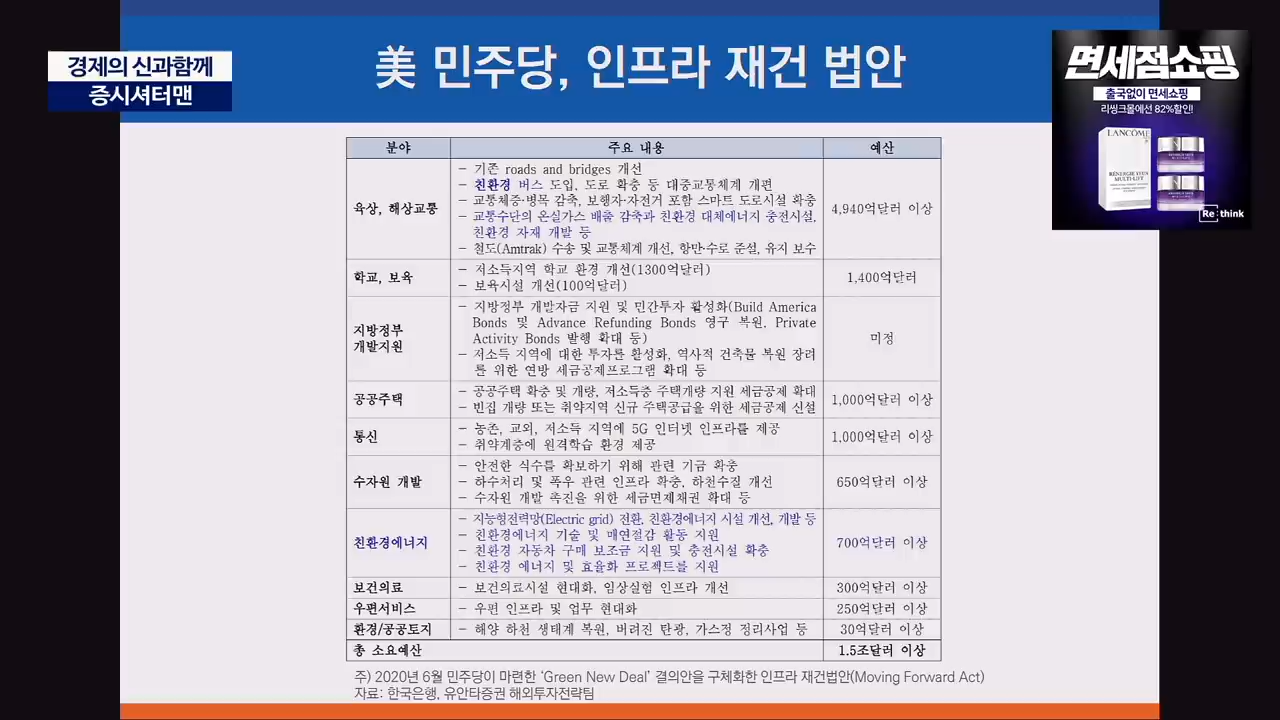 경제의 신과함께
증시셔터맨
美 민주당, 인프라 재건 법안
면세점쇼핑
출국없이 면세쇼핑
리씽크몰에선 82%할인!
LANCÔME
RÉNERGIE YEUX
MULTI-LIFT
Re:think
분야 주요 내용 예산
육상, 해상교통
- 기존 roads and bridges 개선
- 친환경 버스 도입, 도로 확충 등 대중교통체계 개편
교통체증·병목 감축, 보행자·자전거 포함 스마트 도로시설 확충
교통수단의 온실가스 배출 감축과 친환경 대체에너지 충전시설,
친환경 자재 개발 등
- 철도(Amtrak) 수송 및 교통체계 개선, 항만·수로 준설, 유지 보수
4,940억달러 이상
학교, 보육
- 저소득지역 학교 환경 개선(1300억달러)
- 보육시설 개선(100억달러)
1,400억달러
지방정부
개발지원
- 지방정부 개발자금 지원 및 민간투자 활성화(Build America
Bonds 및 Advance Refunding Bonds 영구 복원, Private
Activity Bonds 발행 확대 등)
- 저소득 지역에 대한 투자를 활성화, 역사적 건축물 복원 장려
를 위한 연방 세금공제프로그램 확대 등
미정
공공주택
- 공공주택 확충 및 개량, 저소득층 주택개량 지원 세금공제 확대
- 빈집 개량 또는 취약지역 신규 주택공급을 위한 세금공제 신설
1,000억달러 이상
통신
- 농촌, 교외, 저소득 지역에 5G 인터넷 인프라를 제공
- 취약계층에 원격학습 환경 제공
1,000억달러 이상
수자원 개발
- 안전한 식수를 확보하기 위해 관련 기금 확충
- 하수처리 및 폭우 관련 인프라 확충, 하천수질 개선
- 수자원 개발 촉진을 위한 세금면제채권 확대 등
650억달러 이상
친환경에너지
- 지능형전력망(Electric grid) 전환, 친환경에너지 시설 개선, 개발 등
- 친환경에너지 기술 및 매연절감 활동 지원
- 친환경 자동차 구매 보조금 지원 및 충전시설 확충
- 친환경 에너지 및 효율화 프로젝트를 지원
700억달러 이상
보건의료 - 보건의료시설 현대화, 임상실험 인프라 개선 300억달러 이상
우편서비스 - 우편 인프라 및 업무 현대화 250억달러 이상
환경/공공토지 - 해양 하천 생태계 복원, 버려진 탄광, 가스정 정리사업 등 30억달러 이상
총 소요예산 1.5조달러 이상
주) 2020년 6월 민주당이 마련한 ‘Green New Deal’ 결의안을 구체화한 인프라 재건법안(Moving Forward Act)
자료: 한국은행, 유안타증권 해외투자전략팀